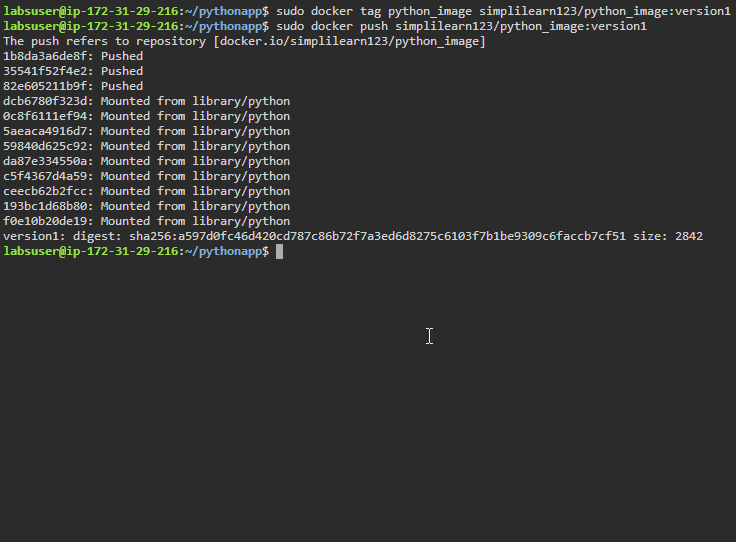 labsuser@ip-172-31-29-216:~/pythonapp$ sudo docker tag python_image simplilearn123/python_image:version1
labsuser@ip-172-31-29-216:~/pythonapp$ sudo docker push simplilearn123/python_image:version1
The push refers to repository [docker.io/simplilearn123/python_image]
1b8da3a6de8f: Pushed
35541f52f4e2: Pushed
82e605211b9f: Pushed
dcb6780f323d: Mounted from library/python
0c8f6111ef94: Mounted from library/python
5aeaca4916d7: Mounted from library/python
59840d625c92: Mounted from library/python
da87e334550a: Mounted from library/python
c5f4367d4a59: Mounted from library/python
ceecb62b2fcc: Mounted from library/python
193bc1d68b80: Mounted from library/python
f0e10b20de19: Mounted from library/python
version1: digest: sha256:a597d0fc46d420cd787c86b72f7a3ed6d8275c6103f7b1be9309c6faccb7cf51 size: 2842
labsuser@ip-172-31-29-216:~/pythonapp$